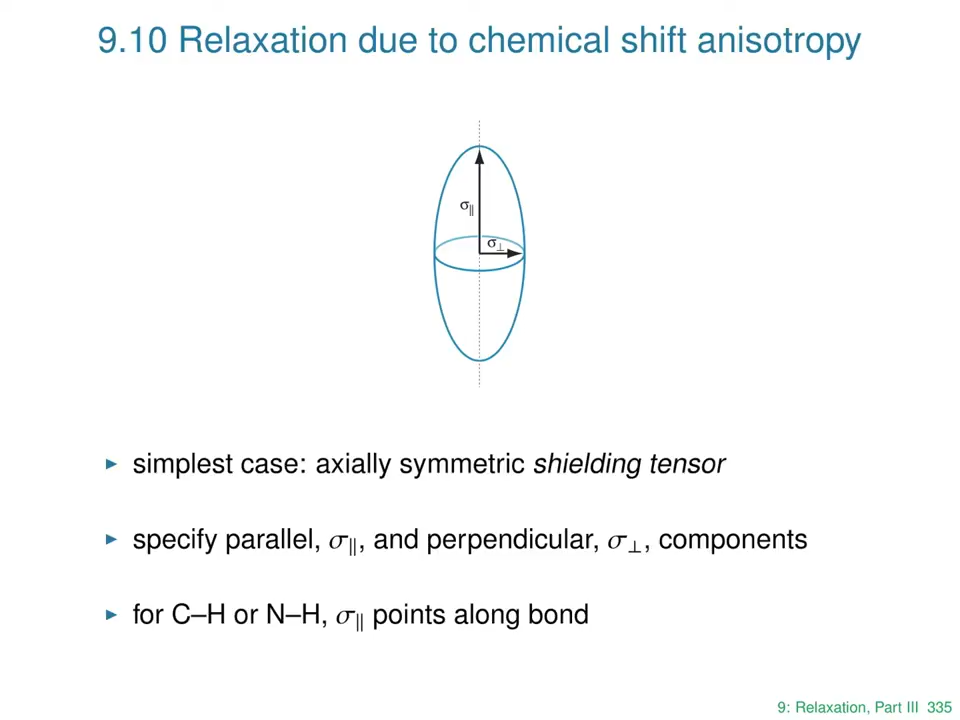 9.10 Relaxation due to chemical shift anisotropy
σ∥
σ⊥
▸ simplest case: axially symmetric shielding tensor
▸ specify parallel, σ∥, and perpendicular, σ⊥, components
▸ for C–H or N–H, σ∥ points along bond
9: Relaxation, Part III 335